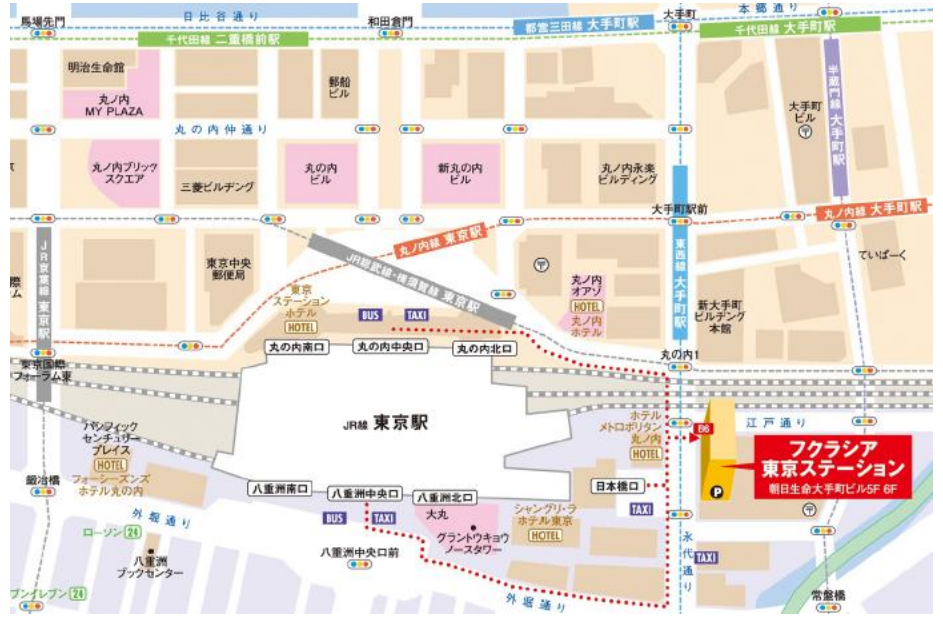 馬場先門
日比谷通り
和田倉門
都営三田線 大手町駅
大手町
本郷通り
千代田線 二重橋前駅
千代田線 大手町駅
明治生命館
丸ノ内
MY PLAZA
郵船
ビル
大手町
ビル
半蔵門線 大手町駅
丸の内仲通り
丸ノ内ブリック
スクエア
三菱ビルヂング
丸の内
ビル
新丸の内
ビル
丸ノ内永楽
ビルディング
大手町駅前
丸ノ内線 大手町駅
JR京葉線 東京駅
東京中央
郵便局
丸ノ内線 東京駅
JR総武線・横須賀線 東京駅
東西線 大手町駅
ていぱーく
東京
ステーション
ホテル
HOTEL
BUS
TAXI
丸ノ内
オアゾ
HOTEL
丸ノ内
ホテル
新大手町
ビルヂング
本館
丸の内南口
丸の内中央口
丸の内北口
丸の内1
東京国際
フォーラム東
JR線 東京駅
パシフィック
センチュリー
プレイス
HOTEL
フォーシーズンズ
ホテル丸の内
ホテル
メトロポリタン
丸ノ内
HOTEL
B6
江戸通り
フクラシア
東京ステーション
朝日生命大手町ビル5F 6F
P
鍛冶橋
八重洲南口
八重洲中央口
八重洲北口
日本橋口
外堀通り
BUS
TAXI
大丸
グラントウキョウ
ノースタワー
シャングリ・ラ
ホテル東京
HOTEL
TAXI
ローソン24
八重洲
ブックセンター
八重洲中央口前
永代通り
TAXI
外堀通り
ブンイレブン24
常盤橋